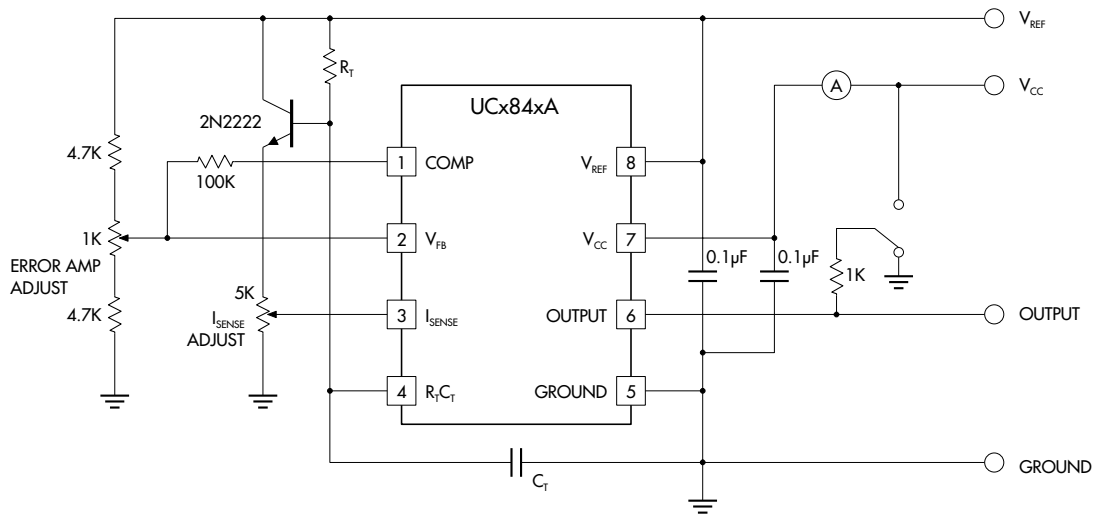 V_REF
R_T
A
V_CC
UCx84xA
2N2222
4.7K
100K
1 COMP
V_REF 8
1K
ERROR AMP
ADJUST
2 V_FB
V_CC 7
0.1µF
0.1µF
1K
4.7K
5K
I_SENSE
ADJUST
3 I_SENSE
OUTPUT 6
OUTPUT
4 R_TC_T
GROUND 5
C_T
GROUND